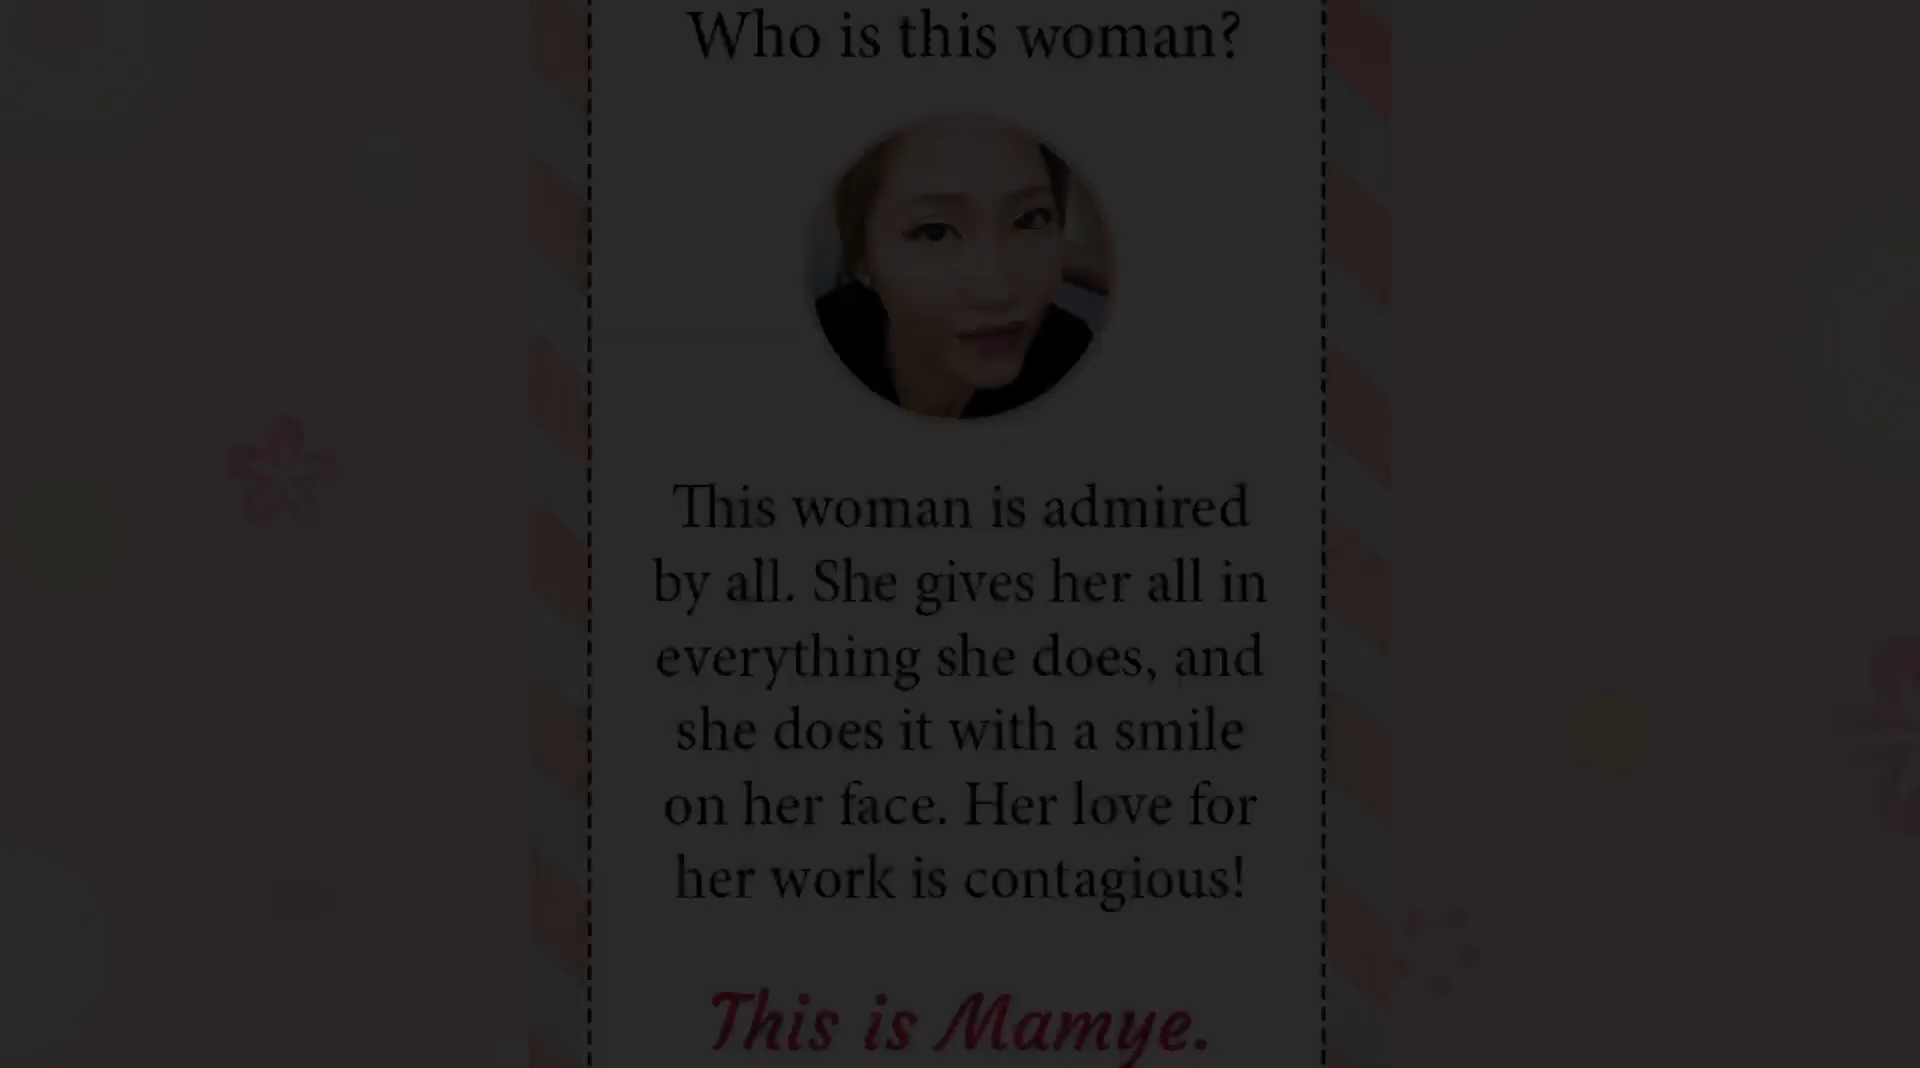 Who is this woman?
This woman is admired
by all. She gives her all in
everything she does, and
she does it with a smile
on her face. Her love for
her work is contagious!
This is Mamye.